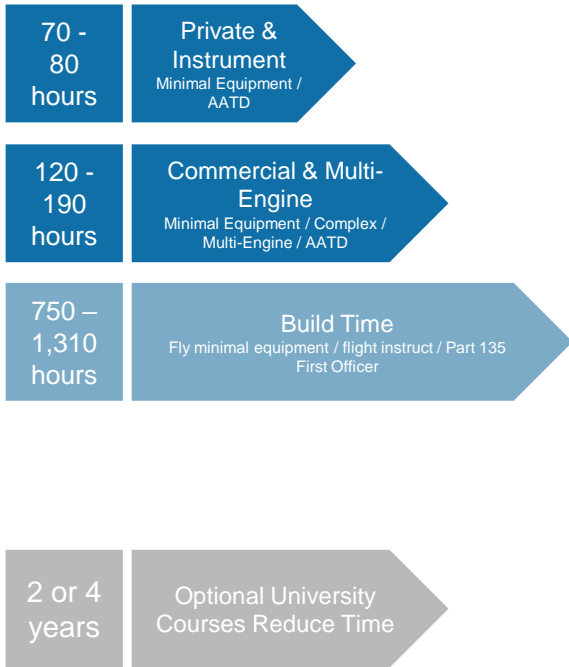 70 -
80
hours
Private &
Instrument
Minimal Equipment /
AATD
120 -
190
hours
Commercial & Multi-
Engine
Minimal Equipment / Complex /
Multi-Engine / AATD
750 –
1,310
hours
Build Time
Fly minimal equipment / flight instruct / Part 135
First Officer
2 or 4
years
Optional University
Courses Reduce Time